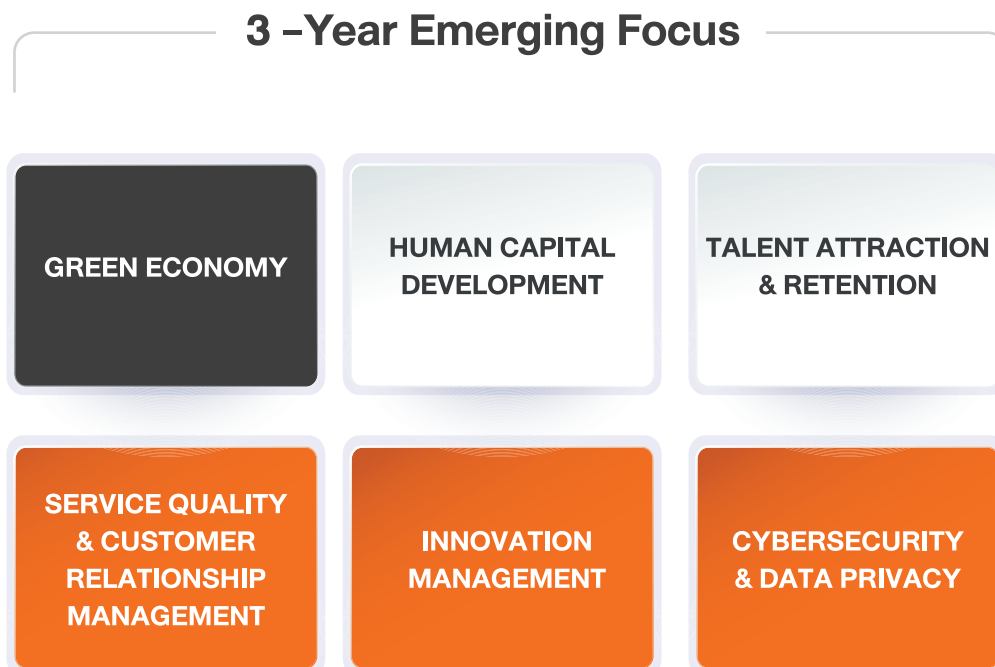 3 –Year Emerging Focus
GREEN ECONOMY
HUMAN CAPITAL
DEVELOPMENT
TALENT ATTRACTION
& RETENTION
SERVICE QUALITY
& CUSTOMER
RELATIONSHIP
MANAGEMENT
INNOVATION
MANAGEMENT
CYBERSECURITY
& DATA PRIVACY